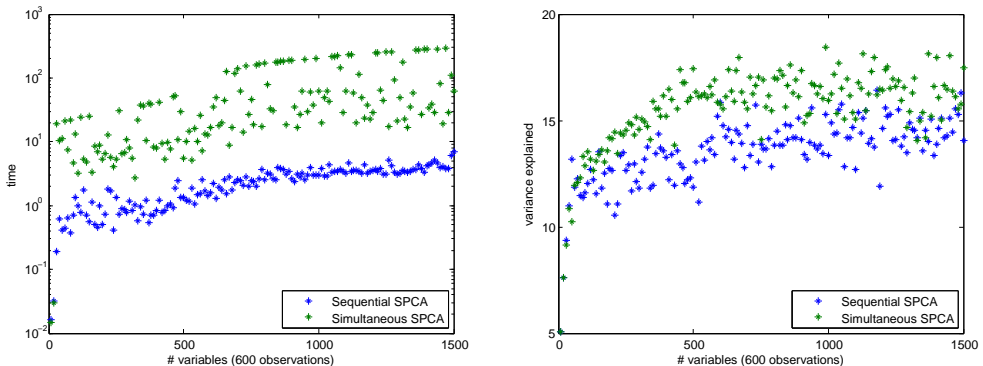 10^3
10^2
10^1
10^0
10^-1
10^-2
time
0
500
1000
1500
# variables (600 observations)
Sequential SPCA
Simultaneous SPCA
20
15
10
5
variance explained
0
500
1000
1500
# variables (600 observations)
Sequential SPCA
Simultaneous SPCA